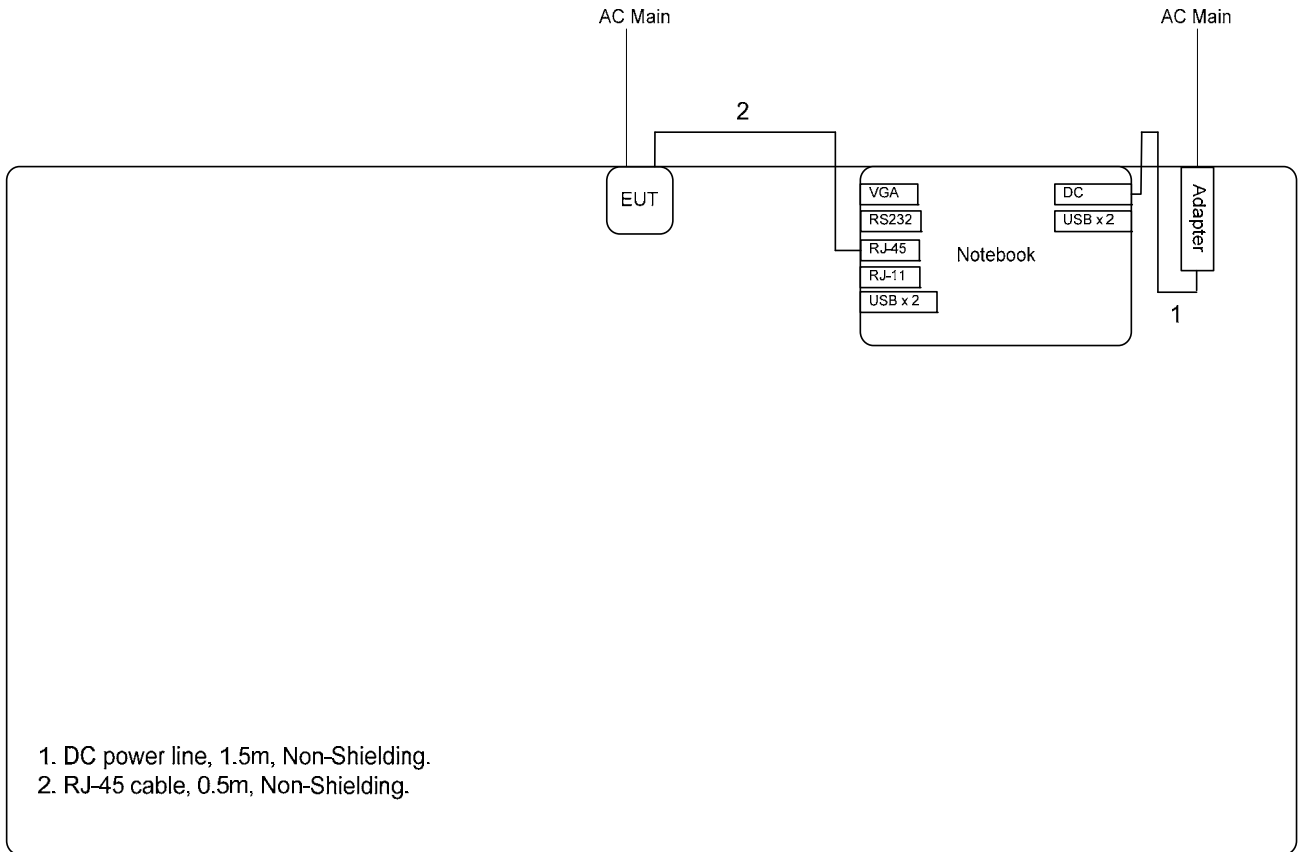 AC Main
AC Main
2
EUT
VGA
RS232
RJ-45
RJ-11
USB x 2
Notebook
DC
USB x 2
Adapter
1
1. DC power line, 1.5m, Non-Shielding.
2. RJ-45 cable, 0.5m, Non-Shielding.